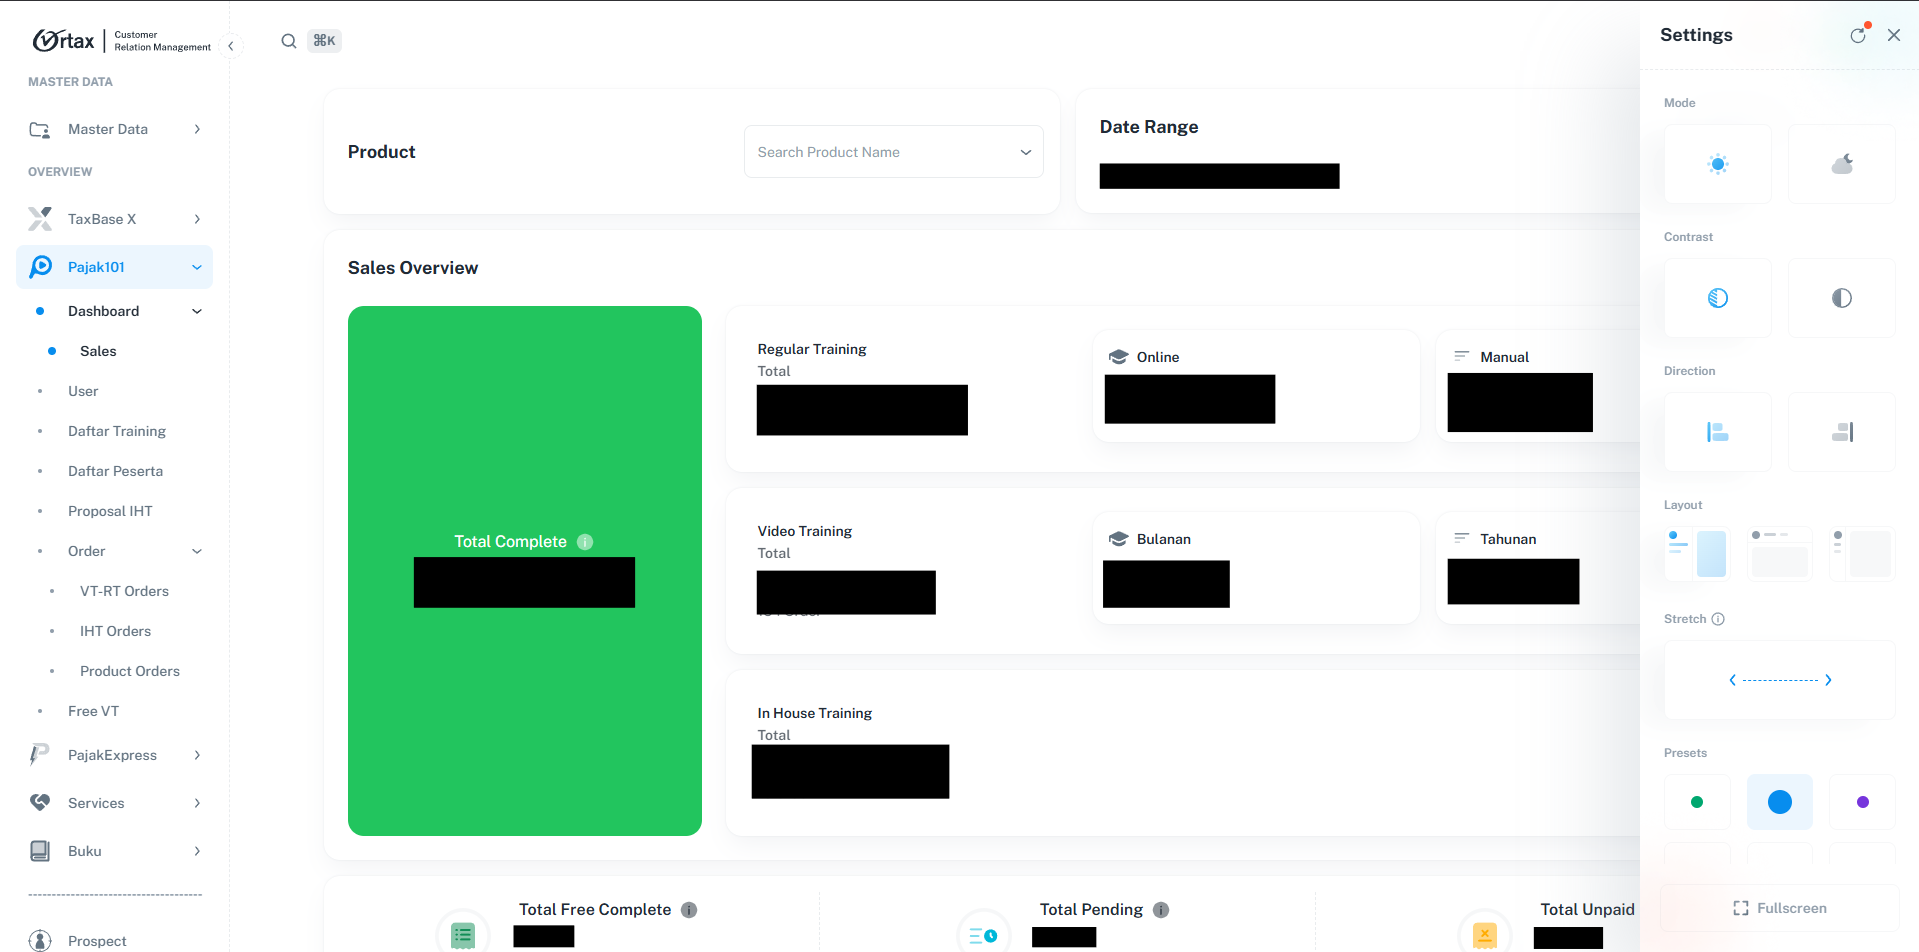 Ortax
Customer
Relation Management
⌘K
MASTER DATA
Master Data
OVERVIEW
TaxBase X
Pajak101
Dashboard
Sales
User
Daftar Training
Daftar Peserta
Proposal IHT
Order
VT-RT Orders
IHT Orders
Product Orders
Free VT
PajakExpress
Services
Buku
Prospect
Product
Search Product Name
Date Range
Sales Overview
Total Complete
Regular Training
Total
Online
Manual
Video Training
Total
Bulanan
Tahunan
In House Training
Total
Total Free Complete
Total Pending
Total Unpaid
Settings
Mode
Contrast
Direction
Layout
Stretch
Presets
Fullscreen